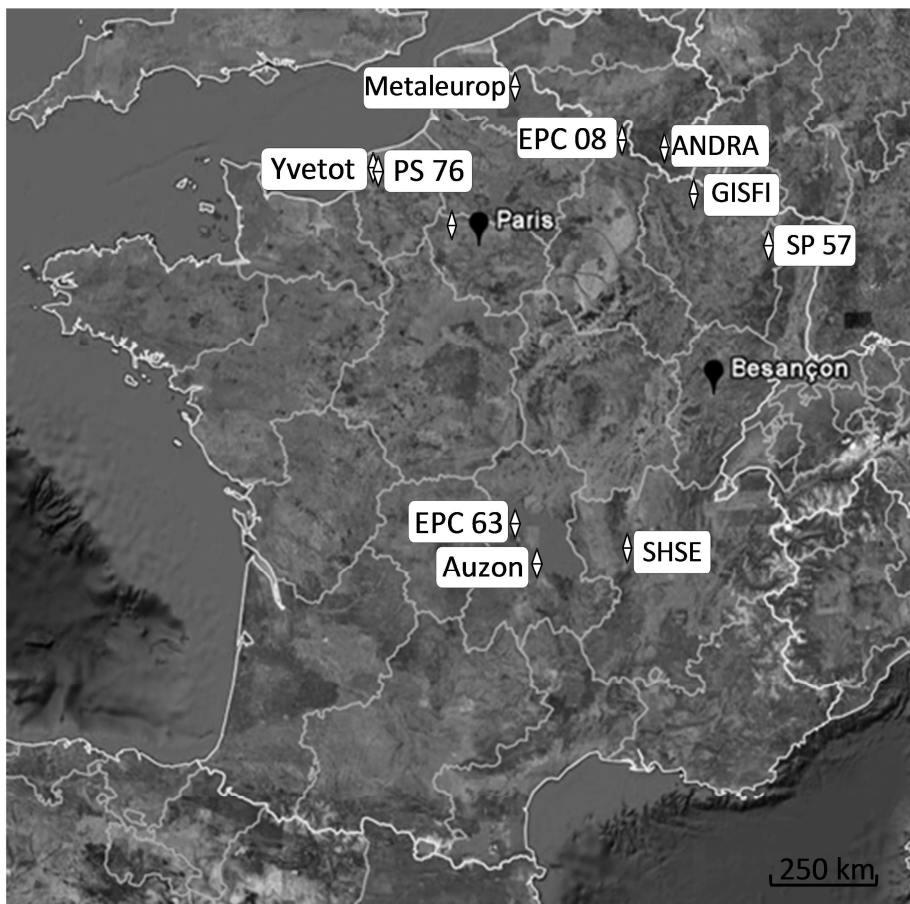 Metaleurop
EPC 08
ANDRA
Yvetot
PS 76
GISFI
Paris
SP 57
Besançon
EPC 63
SHSE
Auzon
250 km